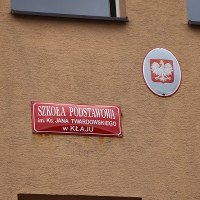 SZKOŁA PODSTAWOWA
im. Ks. JANA TWARDOWSKIEGO
w KŁAJU